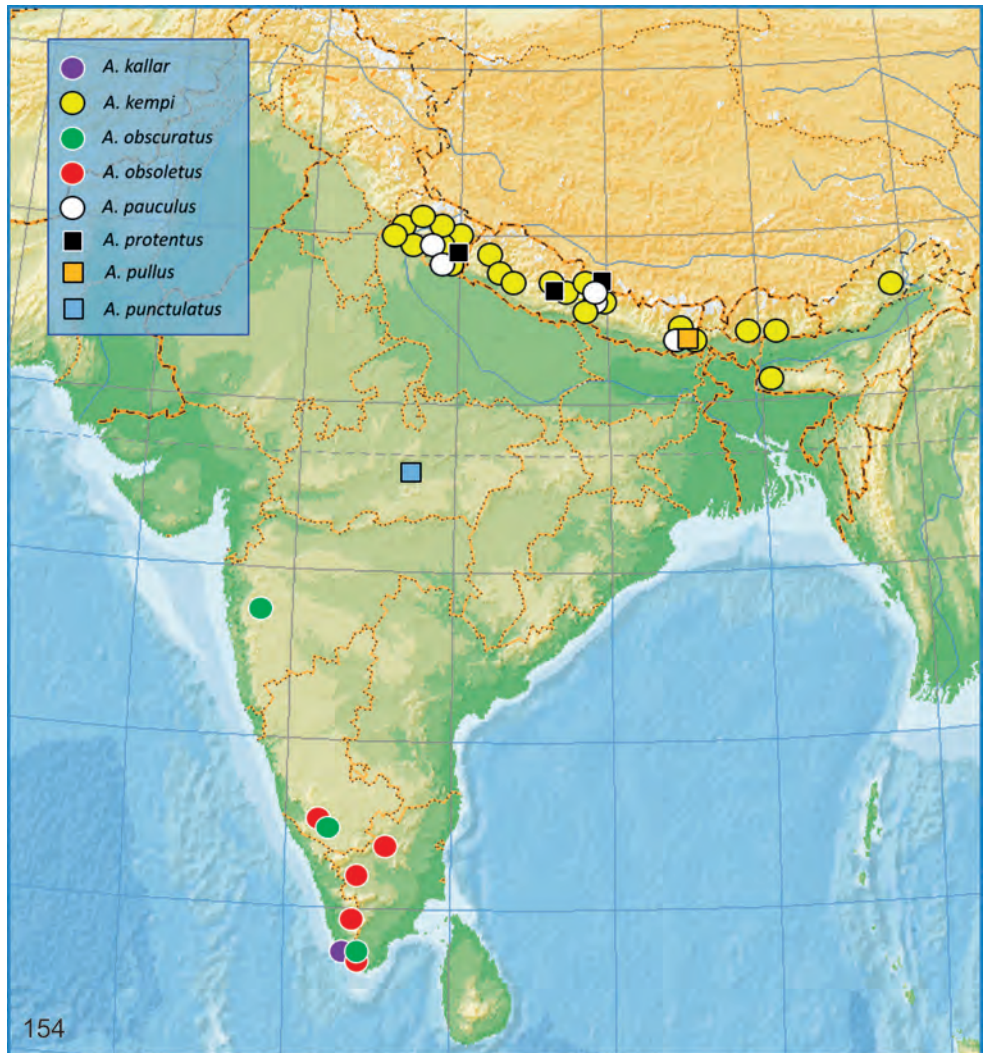 A. kallar
A. kempi
A. obscuratus
A. obsoletus
A. pauculus
A. protentus
A. pullus
A. punctulatus
154